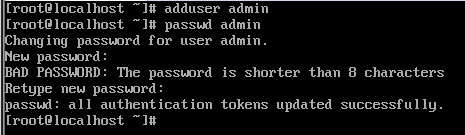 [root@localhost ~]# adduser admin
[root@localhost ~]# passwd admin
Changing password for user admin.
New password:
BAD PASSWORD: The password is shorter than 8 characters
Retype new password:
passwd: all authentication tokens updated successfully.
[root@localhost ~]#